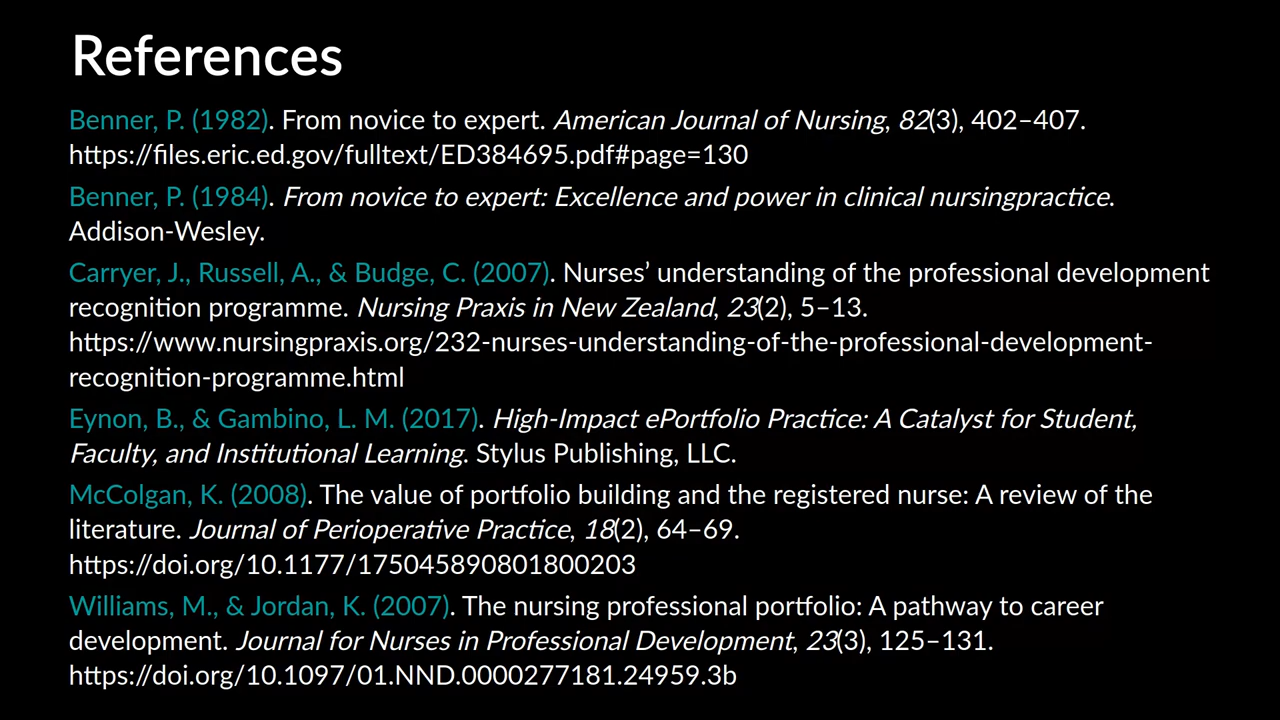 References
Benner, P. (1982). From novice to expert. American Journal of Nursing, 82(3), 402–407.
https://files.eric.ed.gov/fulltext/ED384695.pdf#page=130
Benner, P. (1984). From novice to expert: Excellence and power in clinical nursingpractice.
Addison-Wesley.
Carryer, J., Russell, A., & Budge, C. (2007). Nurses’ understanding of the professional development
recognition programme. Nursing Praxis in New Zealand, 23(2), 5–13.
https://www.nursingpraxis.org/232-nurses-understanding-of-the-professional-development-
recognition-programme.html
Eynon, B., & Gambino, L. M. (2017). High-Impact ePortfolio Practice: A Catalyst for Student,
Faculty, and Institutional Learning. Stylus Publishing, LLC.
McColgan, K. (2008). The value of portfolio building and the registered nurse: A review of the
literature. Journal of Perioperative Practice, 18(2), 64–69.
https://doi.org/10.1177/175045890801800203
Williams, M., & Jordan, K. (2007). The nursing professional portfolio: A pathway to career
development. Journal for Nurses in Professional Development, 23(3), 125–131.
https://doi.org/10.1097/01.NND.0000277181.24959.3b